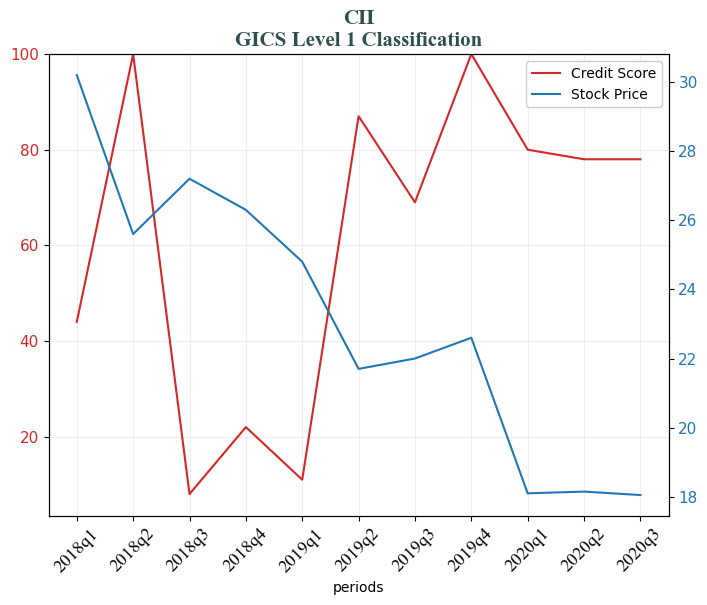 CII
GICS Level 1 Classification
Credit Score
Stock Price
100
80
60
40
20
30
28
26
24
22
20
18
2018q1
2018q2
2018q3
2018q4
2019q1
2019q2
2019q3
2019q4
2020q1
2020q2
2020q3
periods